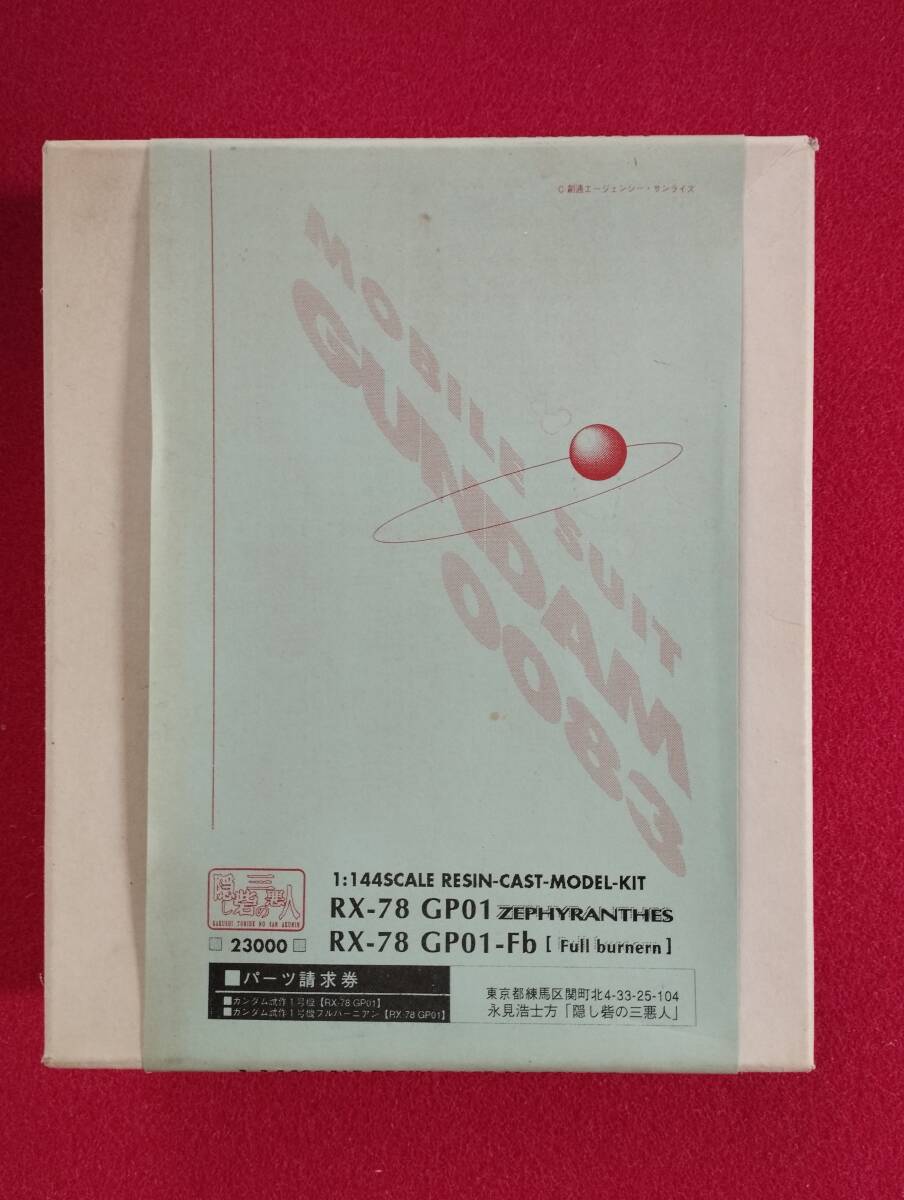 C 創通エージェンシー・サンライズ
MOBILE SUIT
GUNDAM
0083
1:144SCALE RESIN-CAST-MODEL-KIT
RX-78 GP01 ZEPHYRANTHES
RX-78 GP01-Fb [ Full burnern ]
隠し砦の三悪人
KAKUSHI TORIDE NO SAN AKUNIN
□ 23000 □
■パーツ請求券
■ガンダム試作1号機【RX-78 GP01】
■ガンダム試作1号機フルバーニアン【RX-78 GP01】
東京都練馬区関町北4-33-25-104
永見浩士方「隠し砦の三悪人」